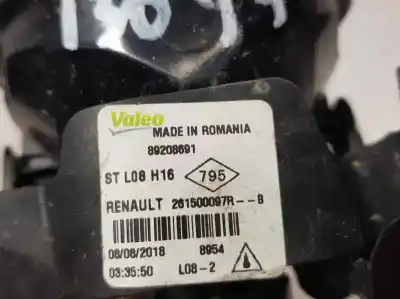 Valeo
MADE IN ROMANIA
89208691
ST L08 H16 795
RENAULT 261500097R--B
08/08/2018 8954
03:35:50 L08-2